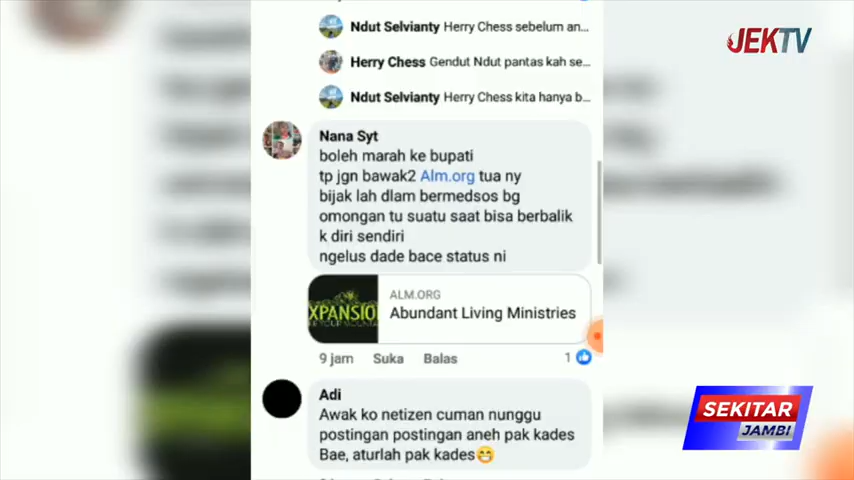 JEKTV
Ndut Selvianty Herry Chess sebelum an...
Herry Chess Gendut Ndut pantas kah se...
Ndut Selvianty Herry Chess kita hanya b...
Nana Syt
boleh marah ke bupati
tp jgn bawak2 Alm.org tua ny
bijak lah dlam bermedsos bg
omongan tu suatu saat bisa berbalik
k diri sendiri
ngelus dade bace status ni
XPANSIO
ALM.ORG
Abundant Living Ministries
9 jam Suka Balas 1
Adi
Awak ko netizen cuman nunggu
postingan postingan aneh pak kades
Bae, aturlah pak kades😁
SEKITAR
JAMBI